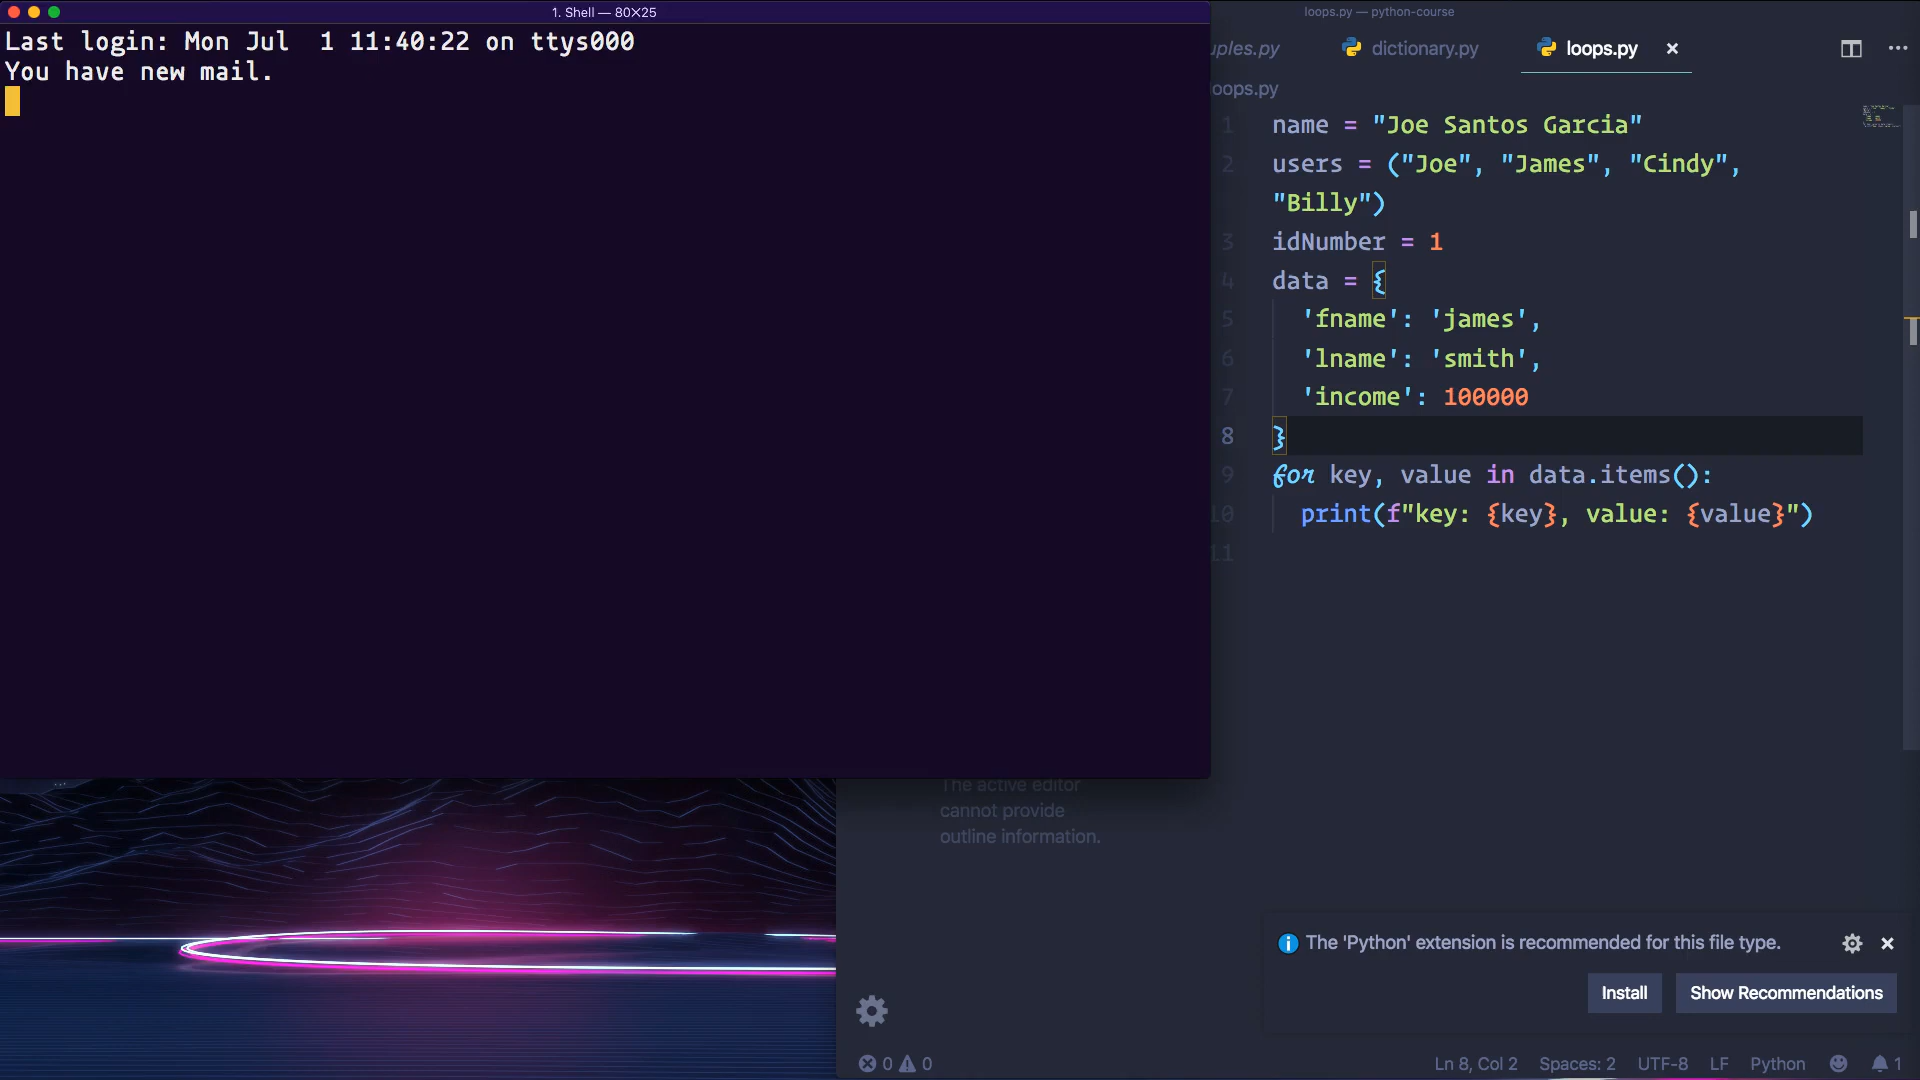 1. Shell — 80×25
Last login: Mon Jul  1 11:40:22 on ttys000
You have new mail.
loops.py — python-course
uples.py
dictionary.py
loops.py
oops.py
1 name = "Joe Santos Garcia"
2 users = ("Joe", "James", "Cindy",
"Billy")
3 idNumber = 1
4 data = {
5 'fname': 'james',
6 'lname': 'smith',
7 'income': 100000
8 }
9 for key, value in data.items():
10 print(f"key: {key}, value: {value}")
11
The active editor
cannot provide
outline information.
The 'Python' extension is recommended for this file type.
Install
Show Recommendations
0 0
Ln 8, Col 2
Spaces: 2
UTF-8
LF
Python
1